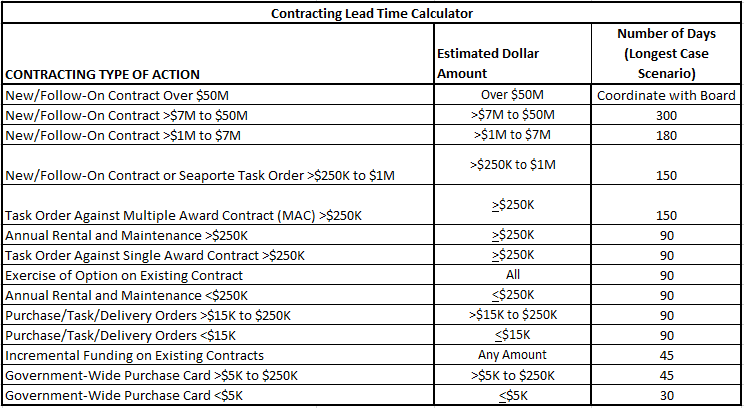 Contracting Lead Time Calculator
CONTRACTING TYPE OF ACTION Estimated Dollar Amount Number of Days (Longest Case Scenario)
New/Follow-On Contract Over $50M Over $50M Coordinate with Board
New/Follow-On Contract >$7M to $50M >$7M to $50M 300
New/Follow-On Contract >$1M to $7M >$1M to $7M 180
New/Follow-On Contract or Seaporte Task Order >$250K to $1M >$250K to $1M 150
Task Order Against Multiple Award Contract (MAC) >$250K ≥$250K 150
Annual Rental and Maintenance >$250K ≥$250K 90
Task Order Against Single Award Contract >$250K ≥$250K 90
Exercise of Option on Existing Contract All 90
Annual Rental and Maintenance <$250K ≤$250K 90
Purchase/Task/Delivery Orders >$15K to $250K >$15K to $250K 90
Purchase/Task/Delivery Orders <$15K ≤$15K 90
Incremental Funding on Existing Contracts Any Amount 45
Government-Wide Purchase Card >$5K to $250K >$5K to $250K 45
Government-Wide Purchase Card <$5K ≤$5K 30